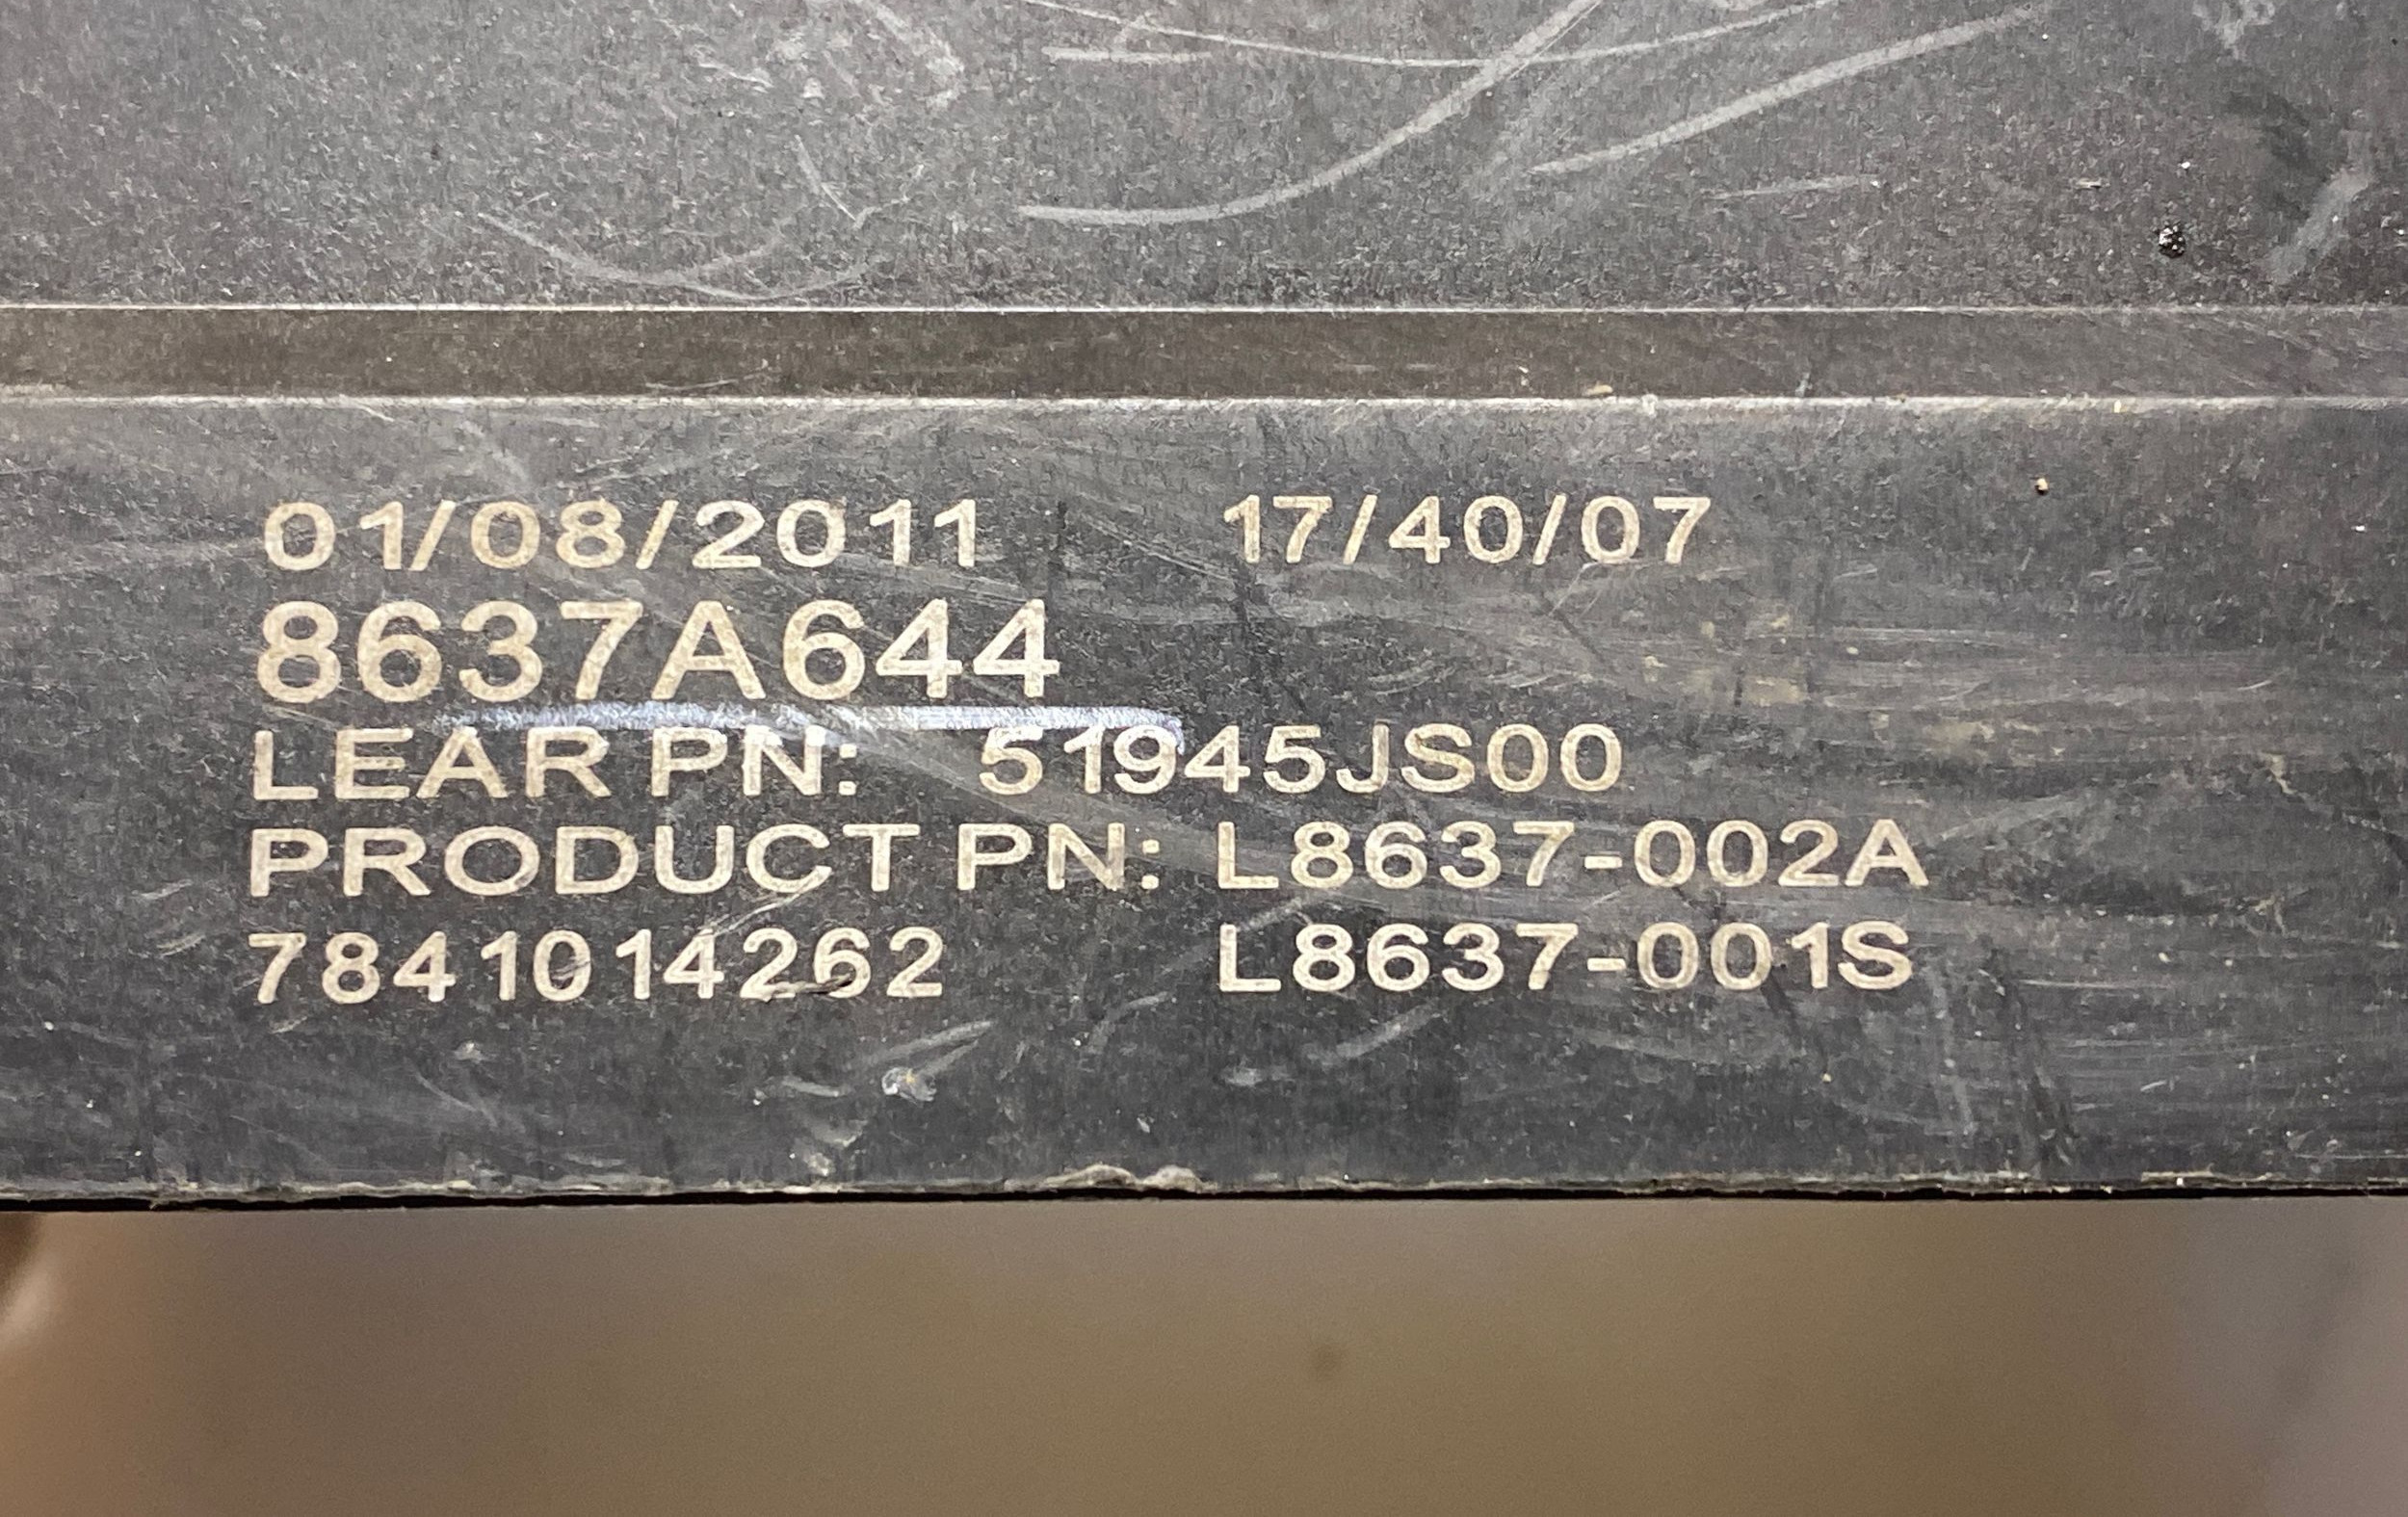 01/08/2011 17/40/07
8637A644
LEAR PN: 51945JS00
PRODUCT PN: L8637-002A
7841014262 L8637-001S